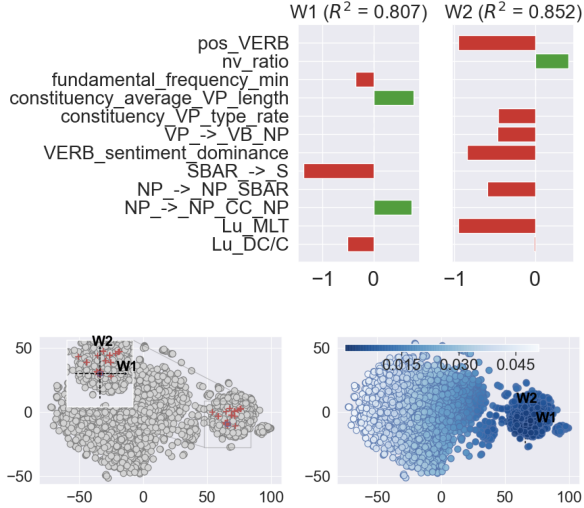 W1 (R² = 0.807) W2 (R² = 0.852)
pos_VERB
nv_ratio
fundamental_frequency_min
constituency_average_VP_length
constituency_VP_type_rate
VP_->_VB_NP
VERB_sentiment_dominance
SBAR_->_S
NP_->_NP_SBAR
NP_->_NP_CC_NP
Lu_MLT
Lu_DC/C
−1 0 −1 0
W2
W1
50
0
−50
−50 0 50 100
0.015 0.030 0.045
W2
W1
50
0
−50
−50 0 50 100